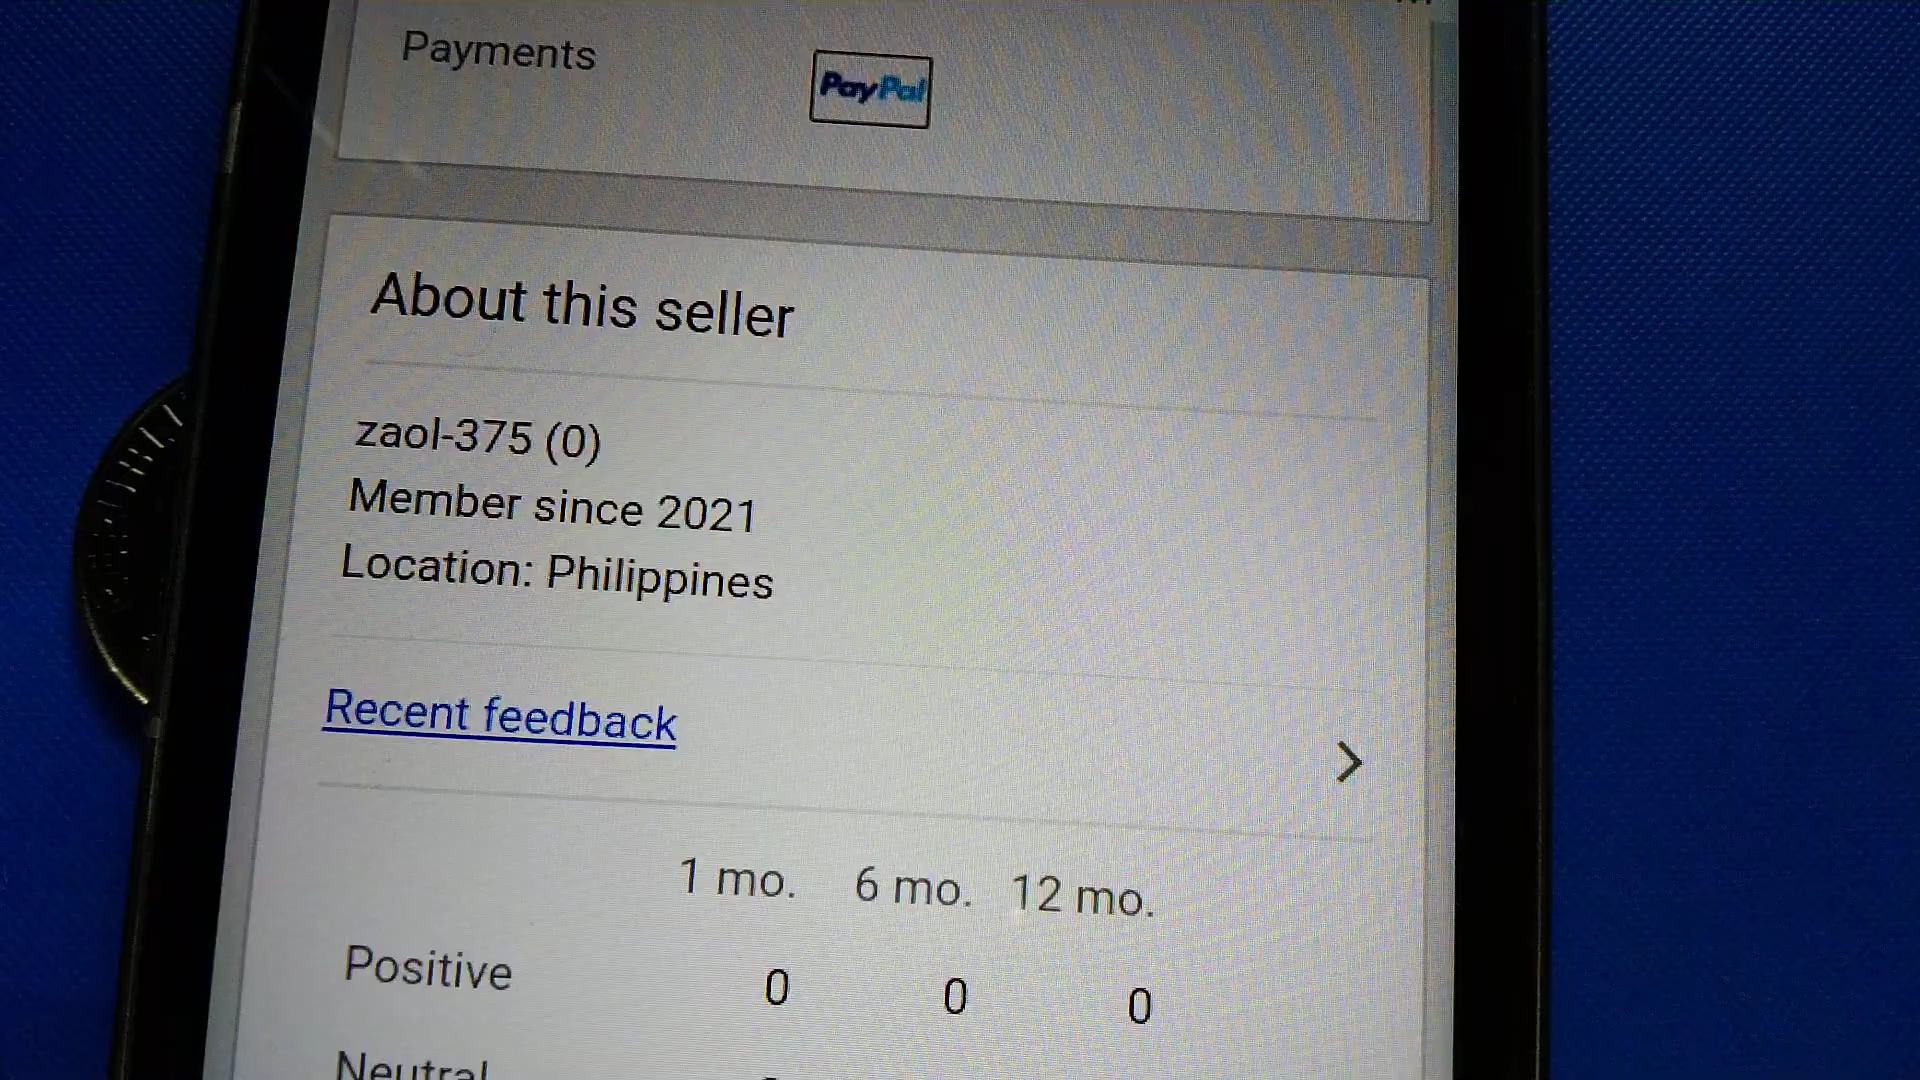 Payments
PayPal
About this seller
zaol-375 (0)
Member since 2021
Location: Philippines
Recent feedback
1 mo. 6 mo. 12 mo.
Positive 0 0 0
Neutral